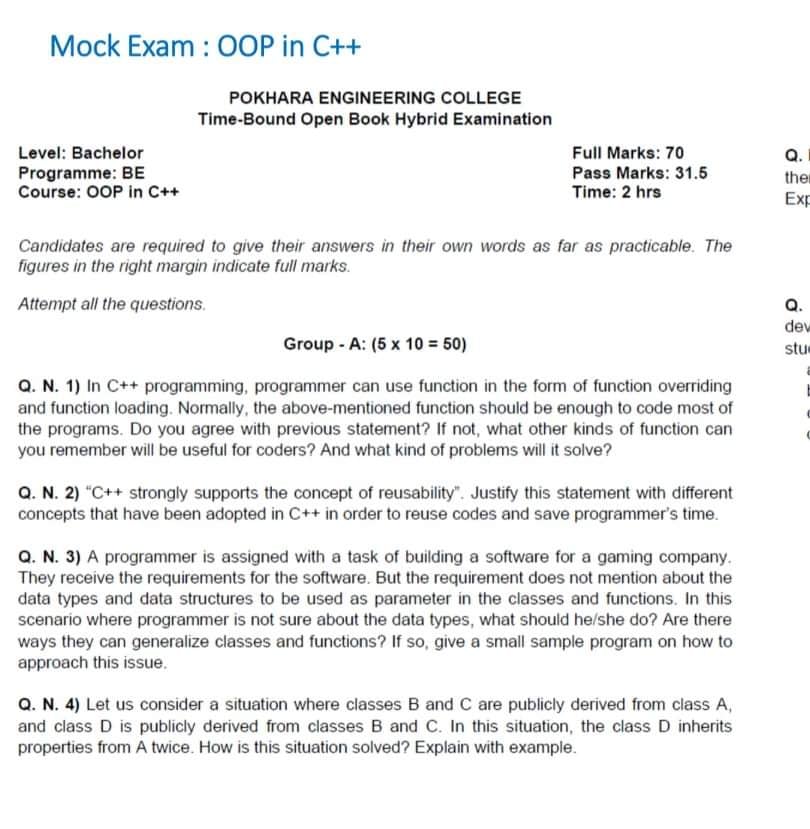 Mock Exam : OOP in C++
POKHARA ENGINEERING COLLEGE
Time-Bound Open Book Hybrid Examination
Level: Bachelor
Programme: BE
Course: OOP in C++
Full Marks: 70
Pass Marks: 31.5
Time: 2 hrs
Candidates are required to give their answers in their own words as far as practicable. The
figures in the right margin indicate full marks.
Attempt all the questions.
Group - A: (5 x 10 = 50)
Q. N. 1) In C++ programming, programmer can use function in the form of function overriding
and function loading. Normally, the above-mentioned function should be enough to code most of
the programs. Do you agree with previous statement? If not, what other kinds of function can
you remember will be useful for coders? And what kind of problems will it solve?
Q. N. 2) “C++ strongly supports the concept of reusability”. Justify this statement with different
concepts that have been adopted in C++ in order to reuse codes and save programmer's time.
Q. N. 3) A programmer is assigned with a task of building a software for a gaming company.
They receive the requirements for the software. But the requirement does not mention about the
data types and data structures to be used as parameter in the classes and functions. In this
scenario where programmer is not sure about the data types, what should he/she do? Are there
ways they can generalize classes and functions? If so, give a small sample program on how to
approach this issue.
Q. N. 4) Let us consider a situation where classes B and C are publicly derived from class A,
and class D is publicly derived from classes B and C. In this situation, the class D inherits
properties from A twice. How is this situation solved? Explain with example.
Q.
Q.